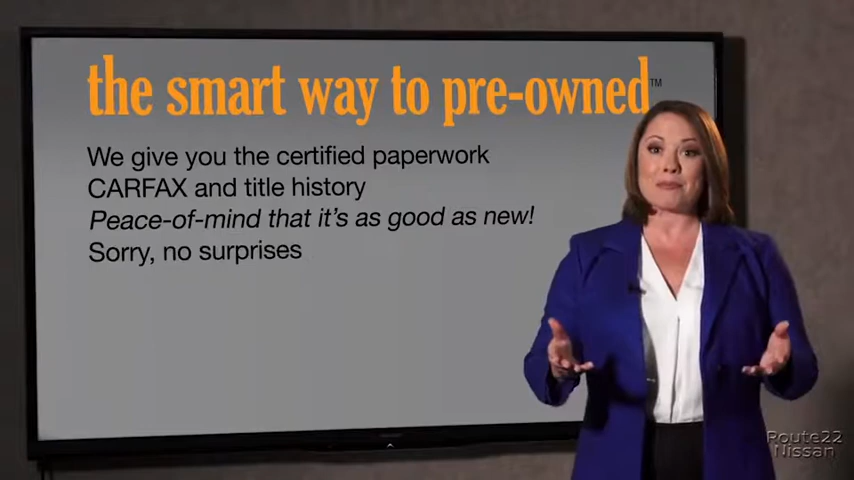 the smart way to pre-owned™
We give you the certified paperwork
CARFAX and title history
Peace-of-mind that it's as good as new!
Sorry, no surprises
Route22
Nissan